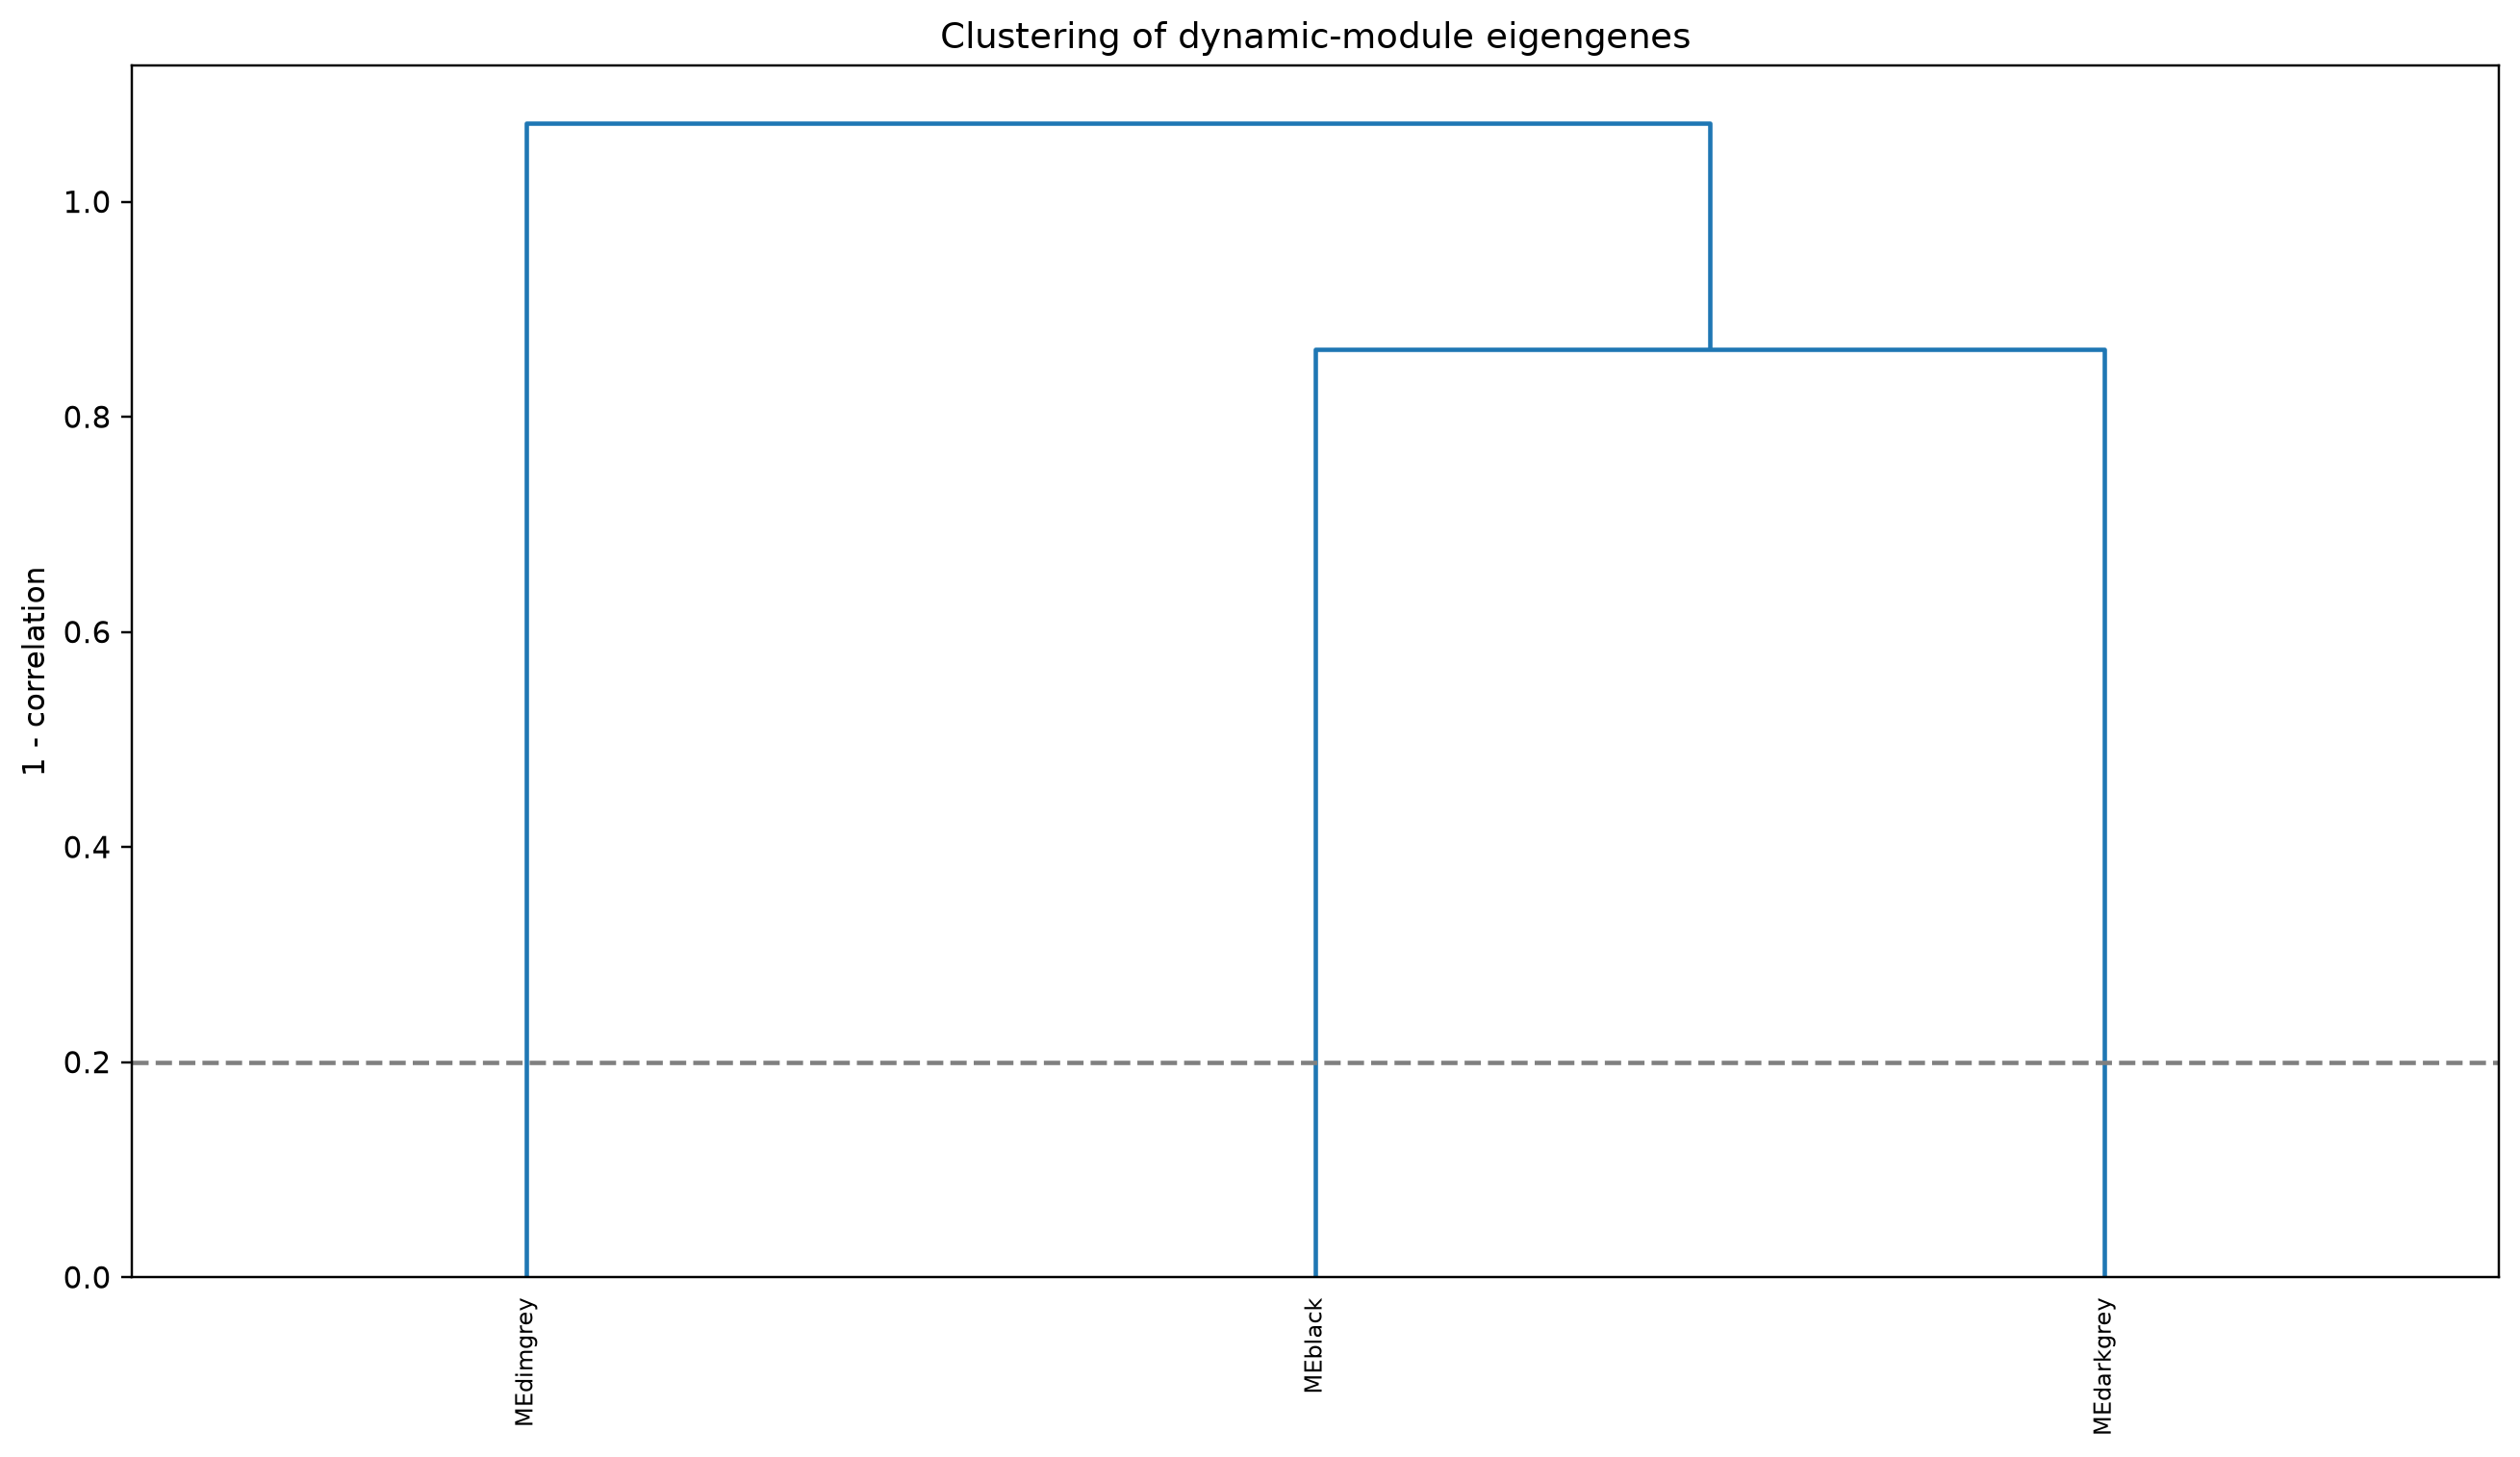 Clustering of dynamic-module eigengenes
1 - correlation
1.0
0.8
0.6
0.4
0.2
0.0
MEdimgrey
MEblack
MEdarkgrey